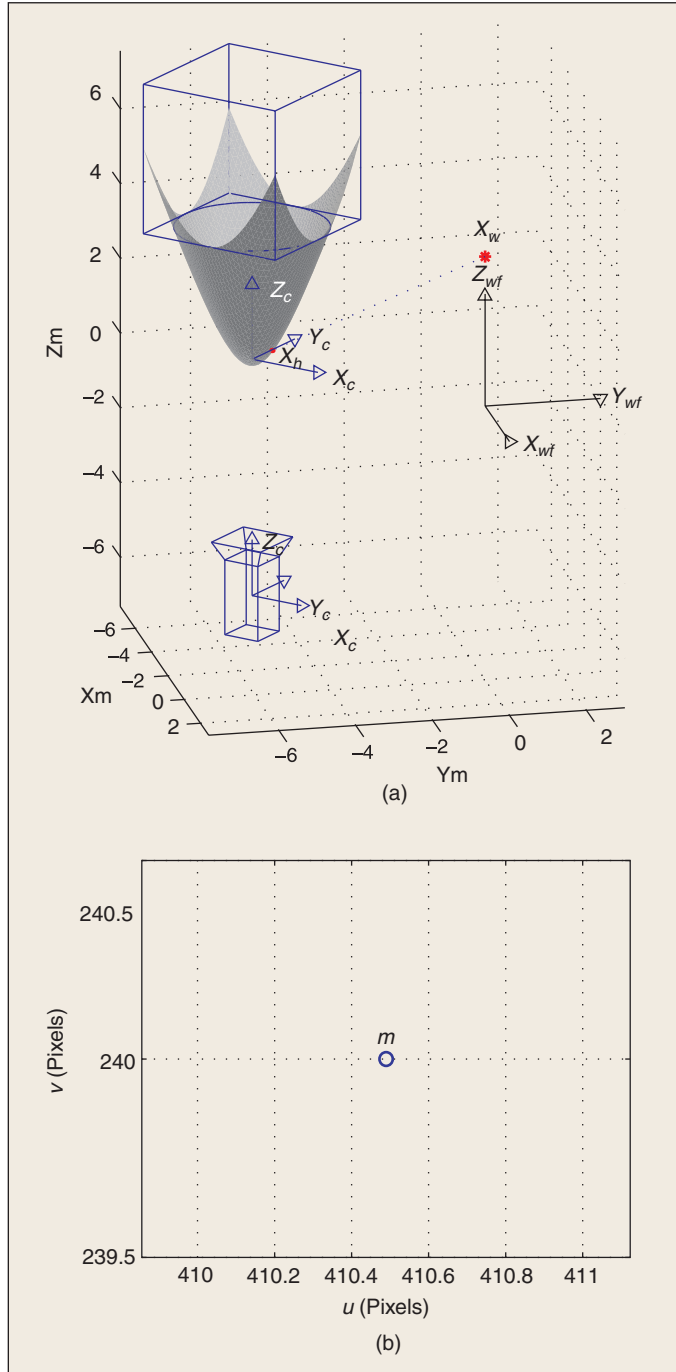 6
4
2
0
−2
−4
−6
Zm
X_w
Z_wf
Z_c
Y_c
X_h
X_c
Y_wf
X_wf
Z_c
Y_c
X_c
−6
−4
−2
0
2
Xm
−6
−4
−2
0
2
Ym
(a)
240.5
240
239.5
v (Pixels)
m
410 410.2 410.4 410.6 410.8 411
u (Pixels)
(b)